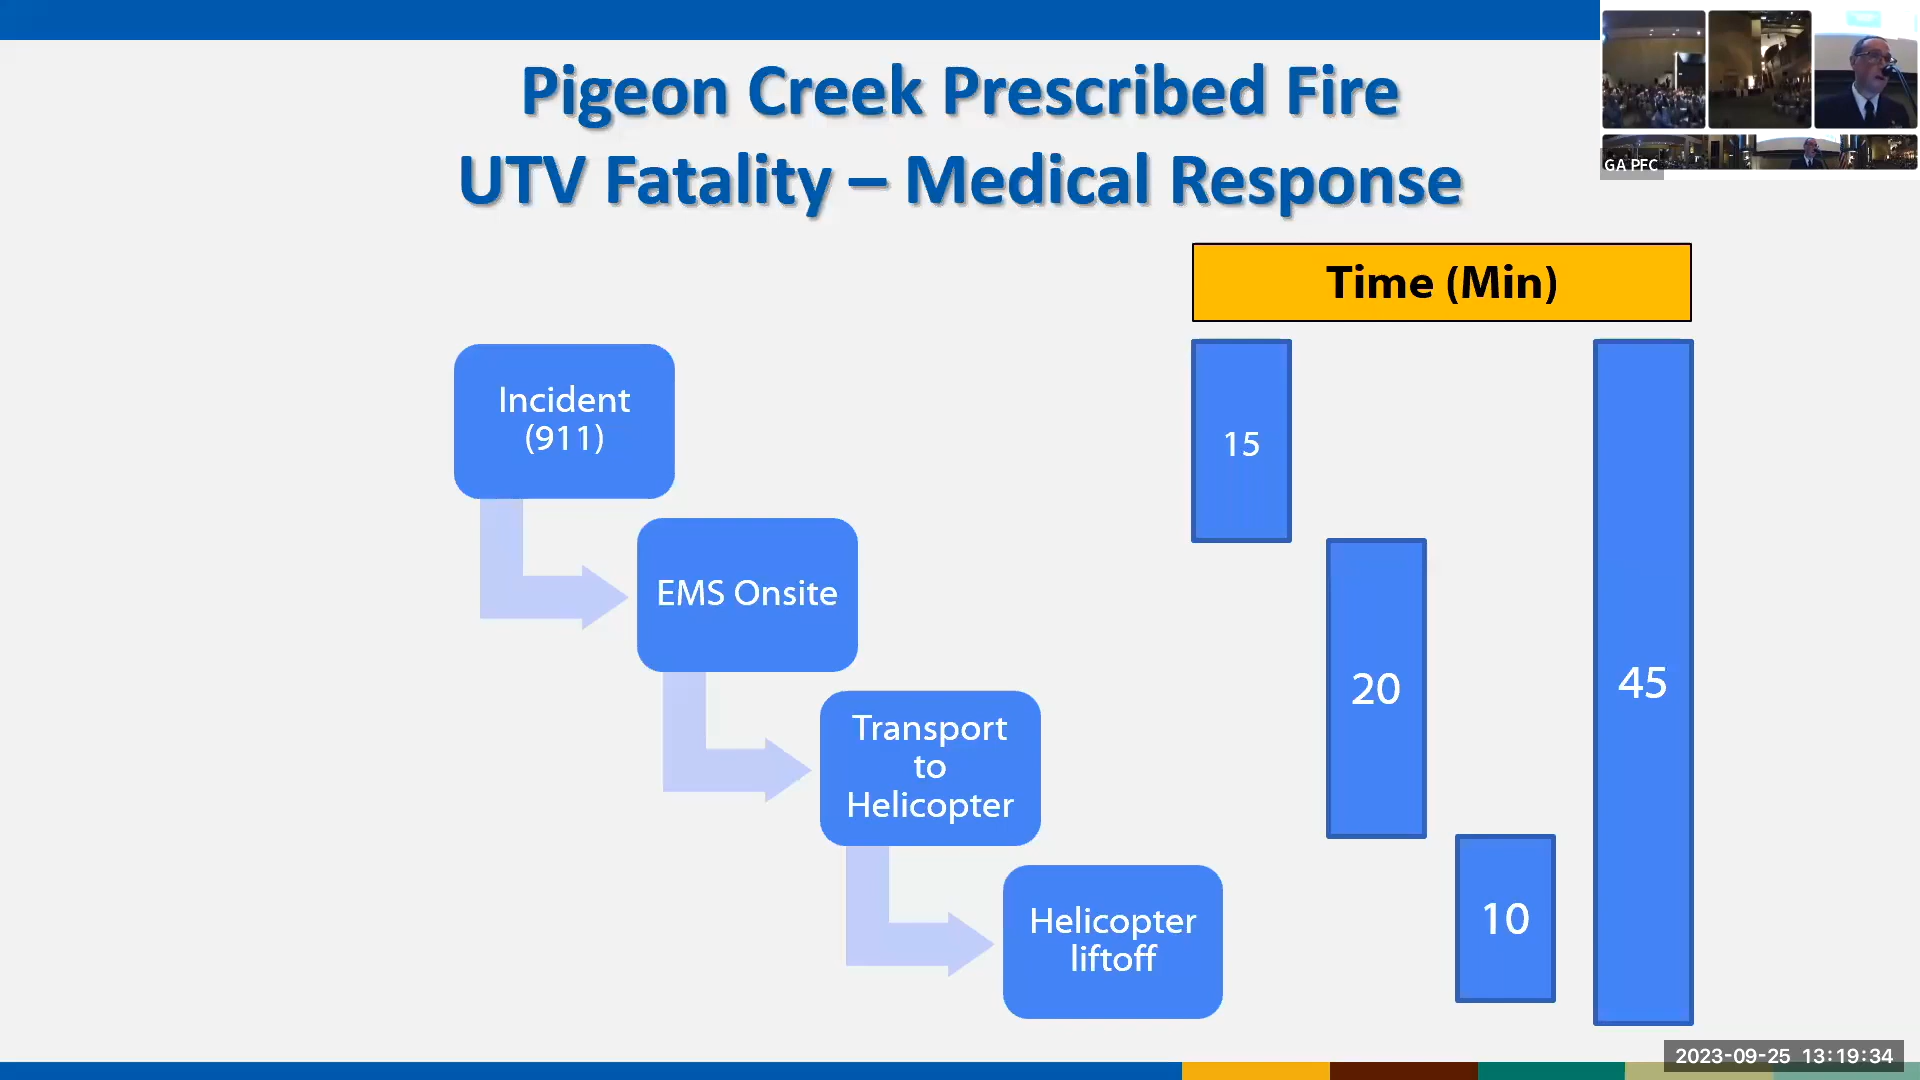 Pigeon Creek Prescribed Fire
UTV Fatality – Medical Response
GA PFC
Time (Min)
Incident
(911)
15
EMS Onsite
20
45
Transport
to
Helicopter
10
Helicopter
liftoff
2023-09-25 13:19:34